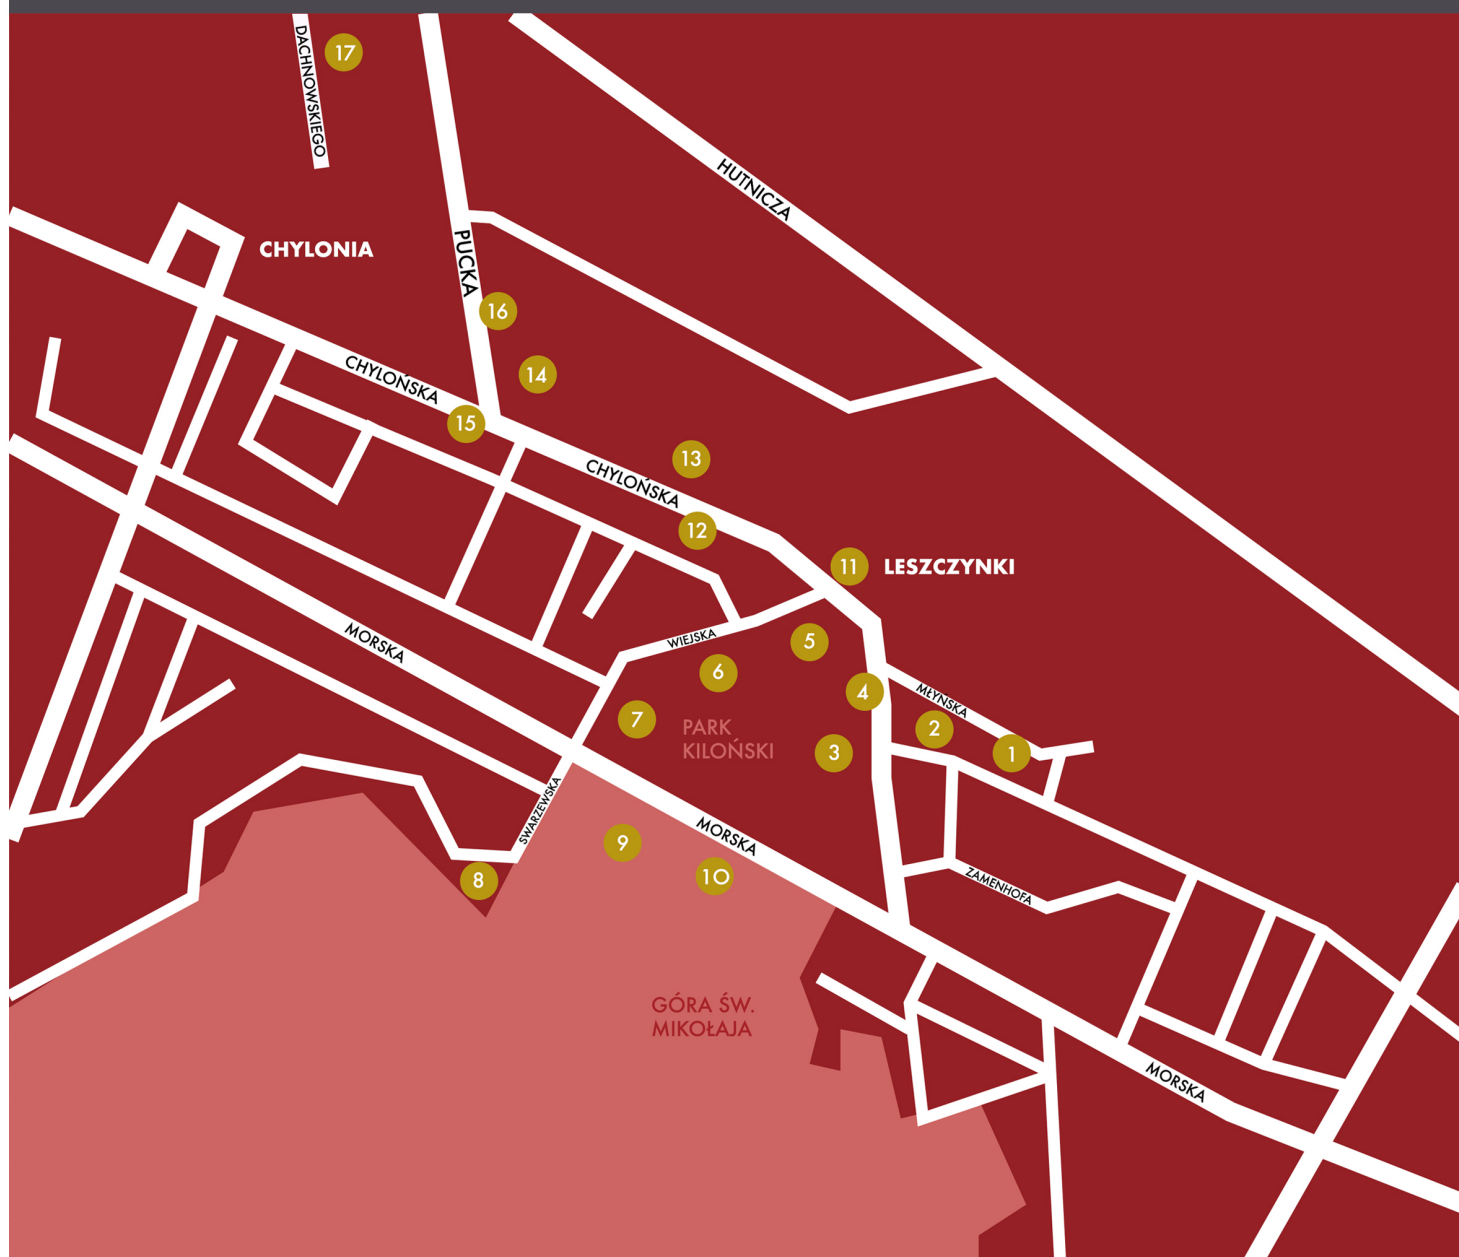 DACHNOWSKIEGO
17
HUTNICZA
CHYLONIA
PUCKA
16
CHYLOŃSKA
14
15
13
CHYLOŃSKA
12
11
LESZCZYNKI
MORSKA
WIEJSKA
5
6
4
MŁYŃSKA
7
PARK
KILOŃSKI
2
3
1
SWARZEWSKA
MORSKA
9
10
8
ZAMENHOFA
GÓRA ŚW.
MIKOŁAJA
MORSKA